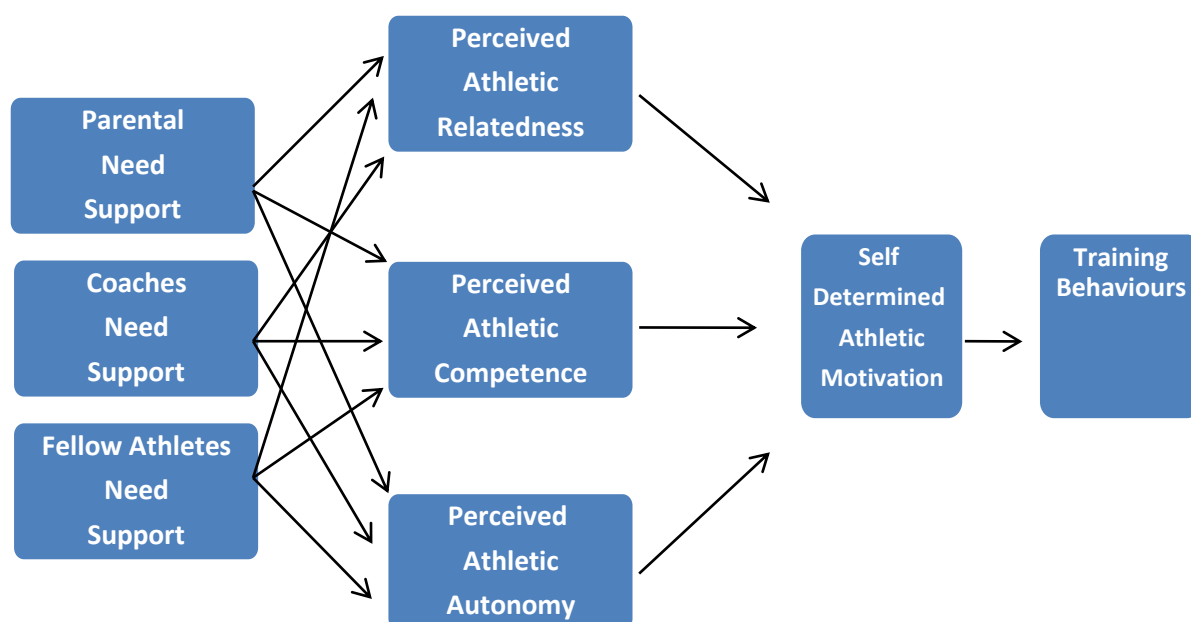 Parental
Need
Support
Coaches
Need
Support
Fellow Athletes
Need
Support
Perceived
Athletic
Relatedness
Perceived
Athletic
Competence
Perceived
Athletic
Autonomy
Self
Determined
Athletic
Motivation
Training
Behaviours